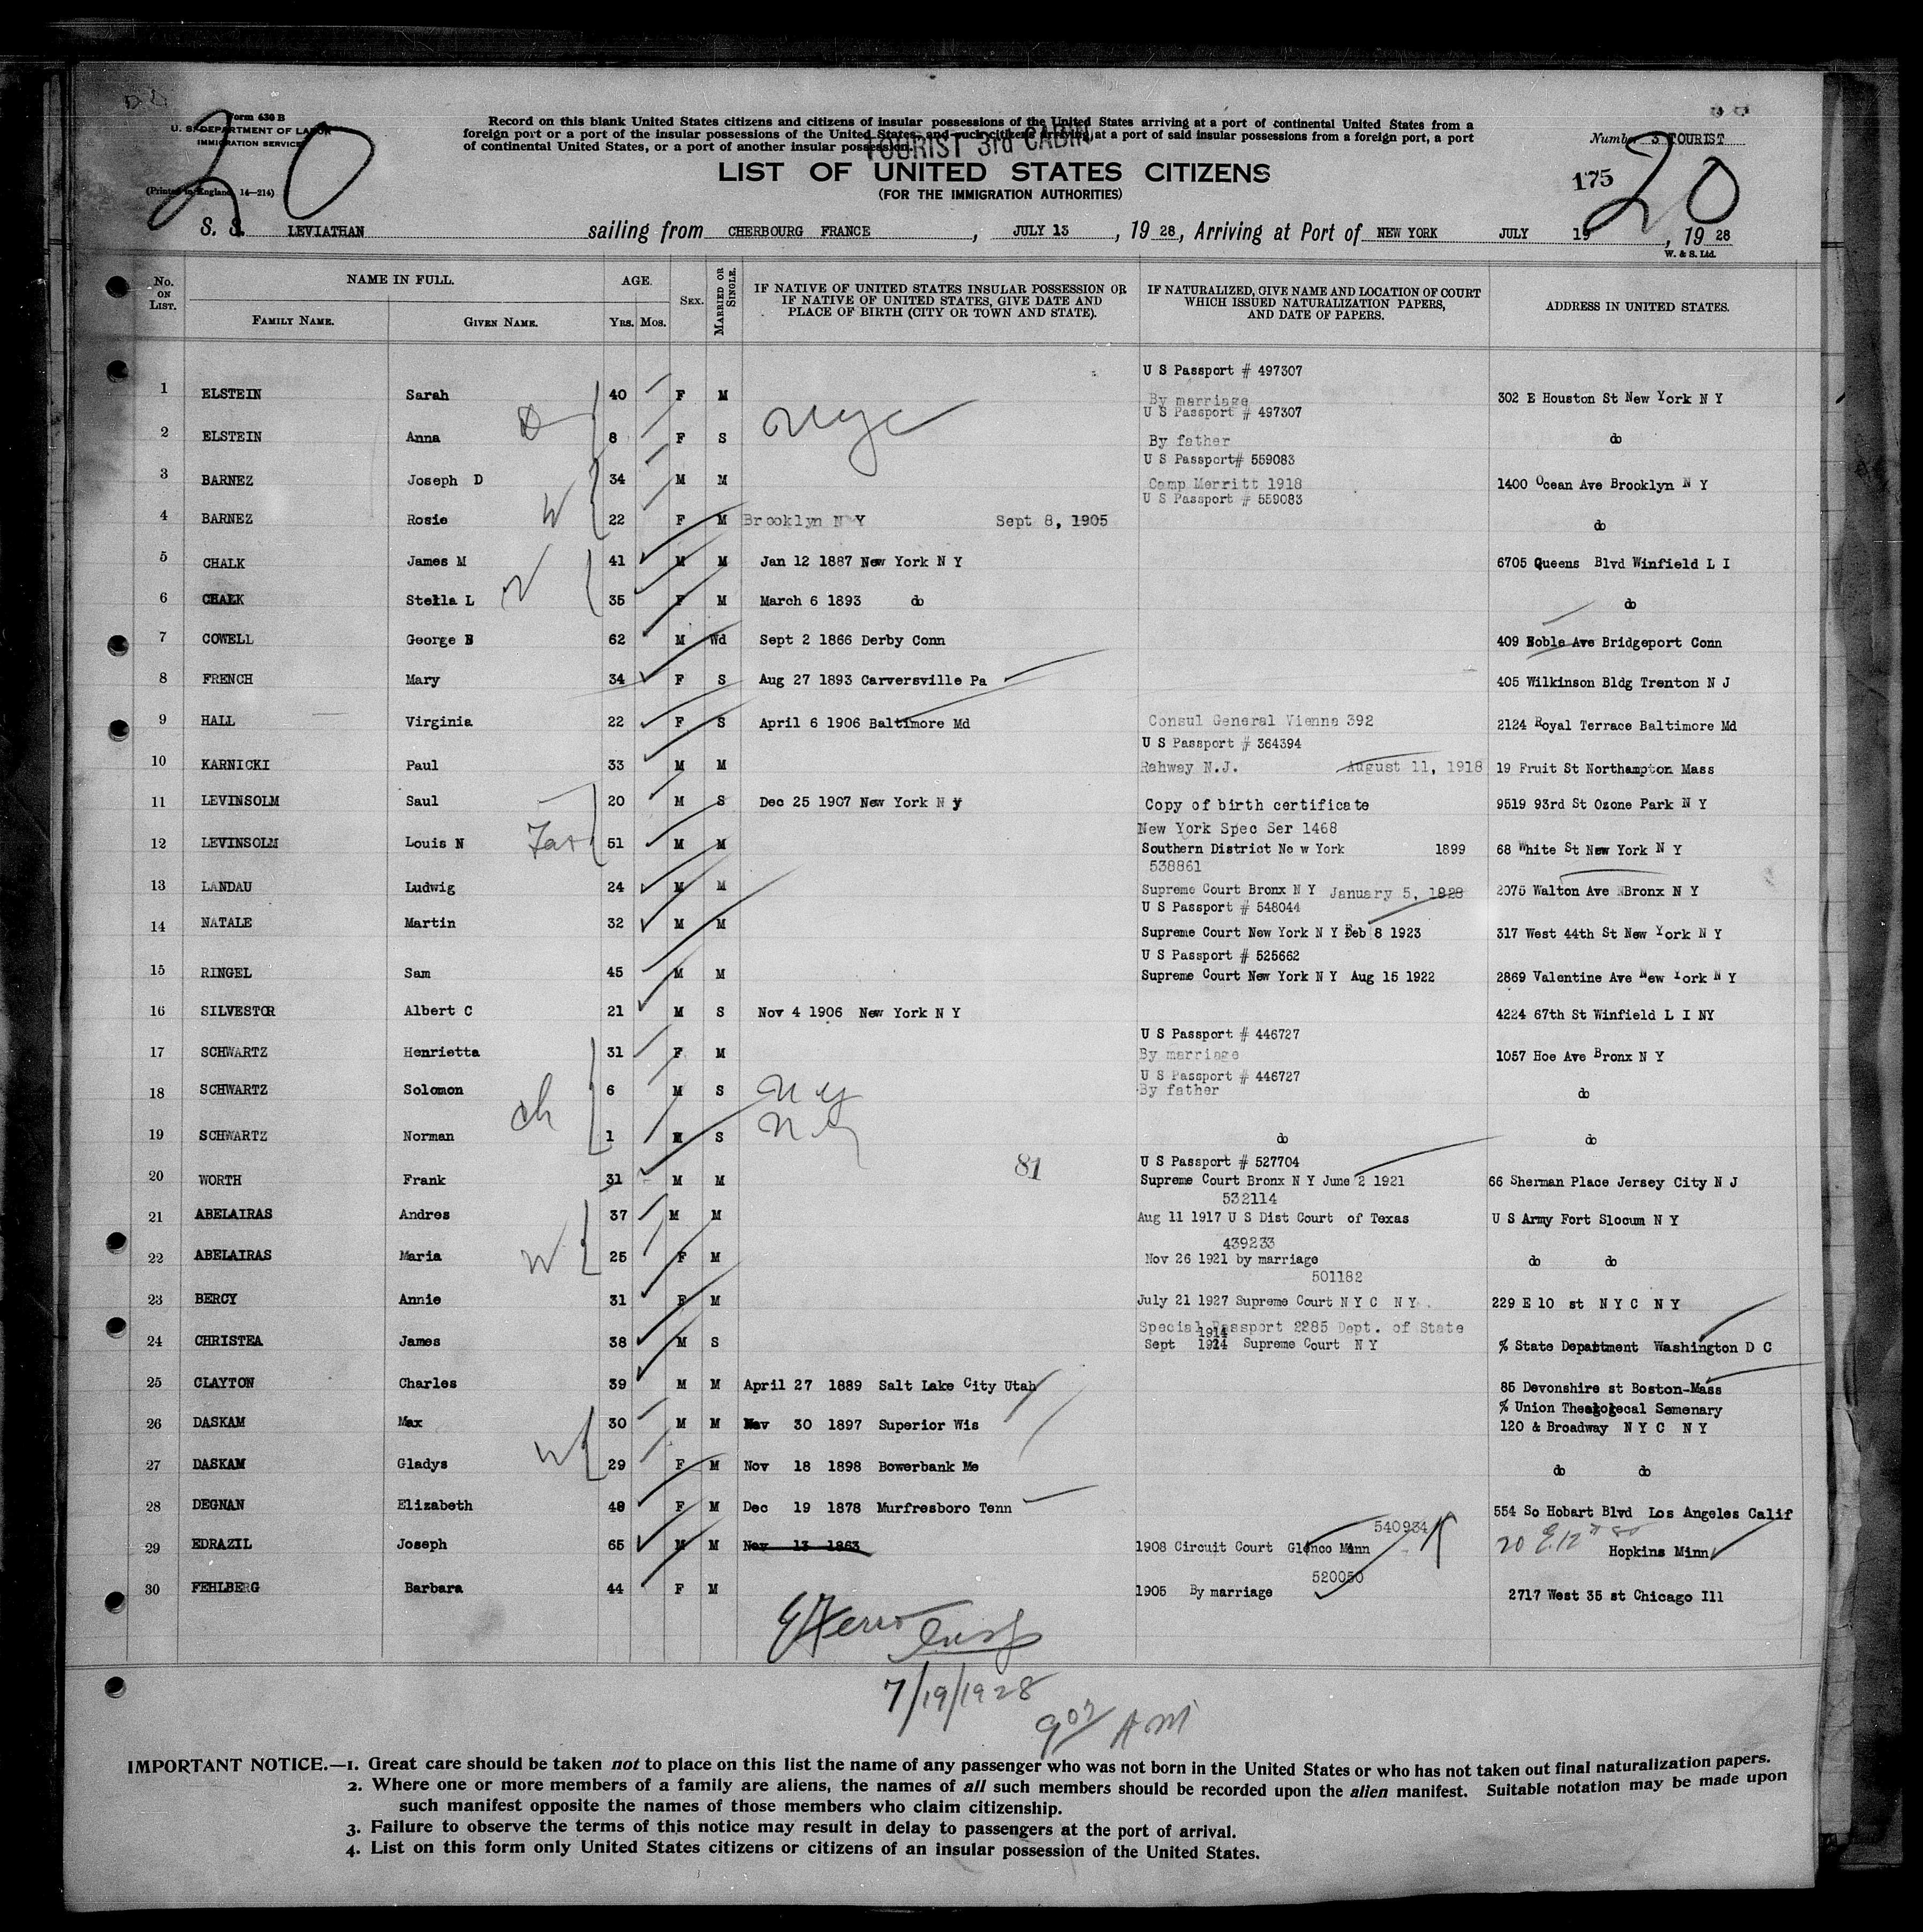 Form 630 B
U. S. DEPARTMENT OF LABOR
IMMIGRATION SERVICE
(Printed in England 14—214)
20
Record on this blank United States citizens and citizens of insular possessions of the United States arriving at a port of continental United States from a
foreign port or a port of the insular possessions of the United States, and such citizens arriving at a port of said insular possessions from a foreign port, a port
of continental United States, or a port of another insular possession.
TOURIST 3rd CABIN
Number 3 TOURIST
LIST OF UNITED STATES CITIZENS
(FOR THE IMMIGRATION AUTHORITIES)
175
20
S. S. LEVIATHAN sailing from CHERBOURG FRANCE, JULY 13, 1928, Arriving at Port of NEW YORK JULY 19, 1928
W. & S. Ltd.
No. ON LIST. NAME IN FULL. FAMILY NAME. GIVEN NAME. AGE. YRS. MOS. SEX. MARRIED OR SINGLE. IF NATIVE OF UNITED STATES INSULAR POSSESSION OR IF NATIVE OF UNITED STATES, GIVE DATE AND PLACE OF BIRTH (CITY OR TOWN AND STATE). IF NATURALIZED, GIVE NAME AND LOCATION OF COURT WHICH ISSUED NATURALIZATION PAPERS, AND DATE OF PAPERS. ADDRESS IN UNITED STATES.
U S Passport # 497307
1 ELSTEIN Sarah 40 F M By marriage 302 E Houston St New York N Y
nyc
U S Passport # 497307
2 ELSTEIN Anna 8 F S By father do
U S Passport# 559083
3 BARNEZ Joseph D 34 M M Camp Merritt 1918 1400 Ocean Ave Brooklyn N Y
W
U S Passport # 559083
4 BARNEZ Rosie 22 F M Brooklyn N Y Sept 8, 1905 do
5 CHALK James M 41 M M Jan 12 1887 New York N Y 6705 Queens Blvd Winfield L I
6 CHALK Stella L 35 F M March 6 1893 do do
7 COWELL George B 62 M Wd Sept 2 1866 Derby Conn 409 Noble Ave Bridgeport Conn
8 FRENCH Mary 34 F S Aug 27 1893 Carversville Pa 405 Wilkinson Bldg Trenton N J
9 HALL Virginia 22 F S April 6 1906 Baltimore Md Consul General Vienna 392 2124 Royal Terrace Baltimore Md
U S Passport # 364394
10 KARNICKI Paul 33 M M Rahway N.J. August 11, 1918 19 Fruit St Northampton Mass
11 LEVINSOLM Saul 20 M S Dec 25 1907 New York N y Copy of birth certificate 9519 93rd St Ozone Park N Y
New York Spec Ser 1468
12 LEVINSOLM Louis N 51 M M Southern District Ne w York 1899 68 White St New York N Y
538861
13 LANDAU Ludwig 24 M M Supreme Court Bronx N Y January 5, 1828 2075 Walton Ave Bronx N Y
U S Passport # 548044
14 NATALE Martin 32 M M Supreme Court New York N Y Feb 8 1923 317 West 44th St New York N Y
U S Passport # 525662
15 RINGEL Sam 45 M M Supreme Court New York N Y Aug 15 1922 2869 Valentine Ave New York N Y
16 SILVESTOR Albert C 21 M S Nov 4 1906 New York N Y 4224 67th St Winfield L I NY
U S Passport # 446727
17 SCHWARTZ Henrietta 31 F M By marriage 1057 Hoe Ave Bronx N Y
U S Passport # 446727
18 SCHWARTZ Solomon 6 M S N y By father do
ch
19 SCHWARTZ Norman 1 M S N y do do
81
U S Passport # 527704
20 WORTH Frank 31 M M Supreme Court Bronx N Y June 2 1921 66 Sherman Place Jersey City N J
532114
21 ABELAIRAS Andres 37 M M Aug 11 1917 U S Dist Court of Texas U S Army Fort Slocum N Y
439233
22 ABELAIRAS Maria W 25 F M Nov 26 1921 by marriage do do
501182
23 BERCY Annie 31 F M July 21 1927 Supreme Court N Y C N Y 229 E 10 st N Y C N Y
Special Passport 2285 Dept. of State
1914
24 CHRISTEA James 38 M S Sept 1924 Supreme Court N Y % State Department Washington D C
25 CLAYTON Charles 39 M M April 27 1889 Salt Lake City Utah 85 Devonshire st Boston-Mass
% Union Theologecal Semenary
26 DASKAM Max 30 M M Nov 30 1897 Superior Wis 120 & Broadway N Y C N Y
W
27 DASKAM Gladys 29 F M Nov 18 1898 Bowerbank Me do do
28 DEGNAN Elizabeth 49 F M Dec 19 1878 Murfresboro Tenn 554 So Hobart Blvd Los Angeles Calif
540934
29 EDRAZIL Joseph 65 M M Nov 13 1863 1908 Circuit Court Glenco Minn Hopkins Minn
520050
30 FEHLBERG Barbara 44 F M 1905 By marriage 2717 West 35 st Chicago Ill
7/19/1928
9 07 AM
IMPORTANT NOTICE.—1. Great care should be taken not to place on this list the name of any passenger who was not born in the United States or who has not taken out final naturalization papers.
2. Where one or more members of a family are aliens, the names of all such members should be recorded upon the alien manifest. Suitable notation may be made upon
such manifest opposite the names of those members who claim citizenship.
3. Failure to observe the terms of this notice may result in delay to passengers at the port of arrival.
4. List on this form only United States citizens or citizens of an insular possession of the United States.